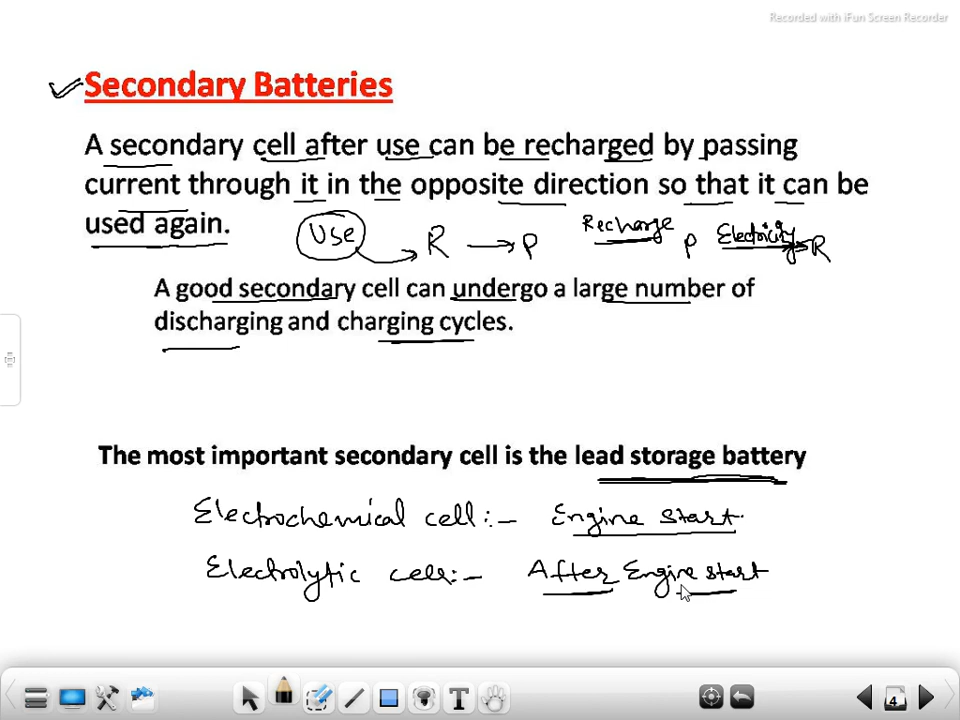 Recorded with iFun Screen Recorder
Secondary Batteries
A secondary cell after use can be recharged by passing
current through it in the opposite direction so that it can be
used again.
Use R → P Recharge P Electricity R
A good secondary cell can undergo a large number of
discharging and charging cycles.
The most important secondary cell is the lead storage battery
Electrochemical cell:- Engine start
Electrolytic cell:- After Engine start
4